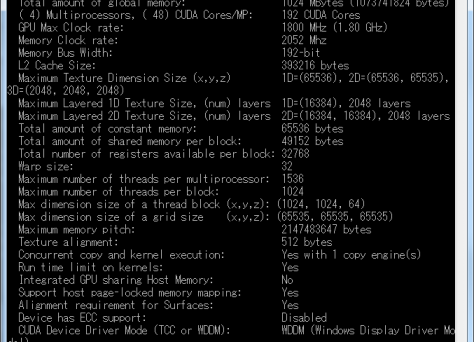 Total amount of global memory: 1024 MBytes (1073741824 bytes)
( 4) Multiprocessors, ( 48) CUDA Cores/MP: 192 CUDA Cores
GPU Max Clock rate: 1800 MHz (1.80 GHz)
Memory Clock rate: 2052 Mhz
Memory Bus Width: 192-bit
L2 Cache Size: 393216 bytes
Maximum Texture Dimension Size (x,y,z) 1D=(65536), 2D=(65536, 65535),
3D=(2048, 2048, 2048)
Maximum Layered 1D Texture Size, (num) layers 1D=(16384), 2048 layers
Maximum Layered 2D Texture Size, (num) layers 2D=(16384, 16384), 2048 layers
Total amount of constant memory: 65536 bytes
Total amount of shared memory per block: 49152 bytes
Total number of registers available per block: 32768
Warp size: 32
Maximum number of threads per multiprocessor: 1536
Maximum number of threads per block: 1024
Max dimension size of a thread block (x,y,z): (1024, 1024, 64)
Max dimension size of a grid size (x,y,z): (65535, 65535, 65535)
Maximum memory pitch: 2147483647 bytes
Texture alignment: 512 bytes
Concurrent copy and kernel execution: Yes with 1 copy engine(s)
Run time limit on kernels: Yes
Integrated GPU sharing Host Memory: No
Support host page-locked memory mapping: Yes
Alignment requirement for Surfaces: Yes
Device has ECC support: Disabled
CUDA Device Driver Mode (TCC or WDDM): WDDM (Windows Display Driver Mo
del)